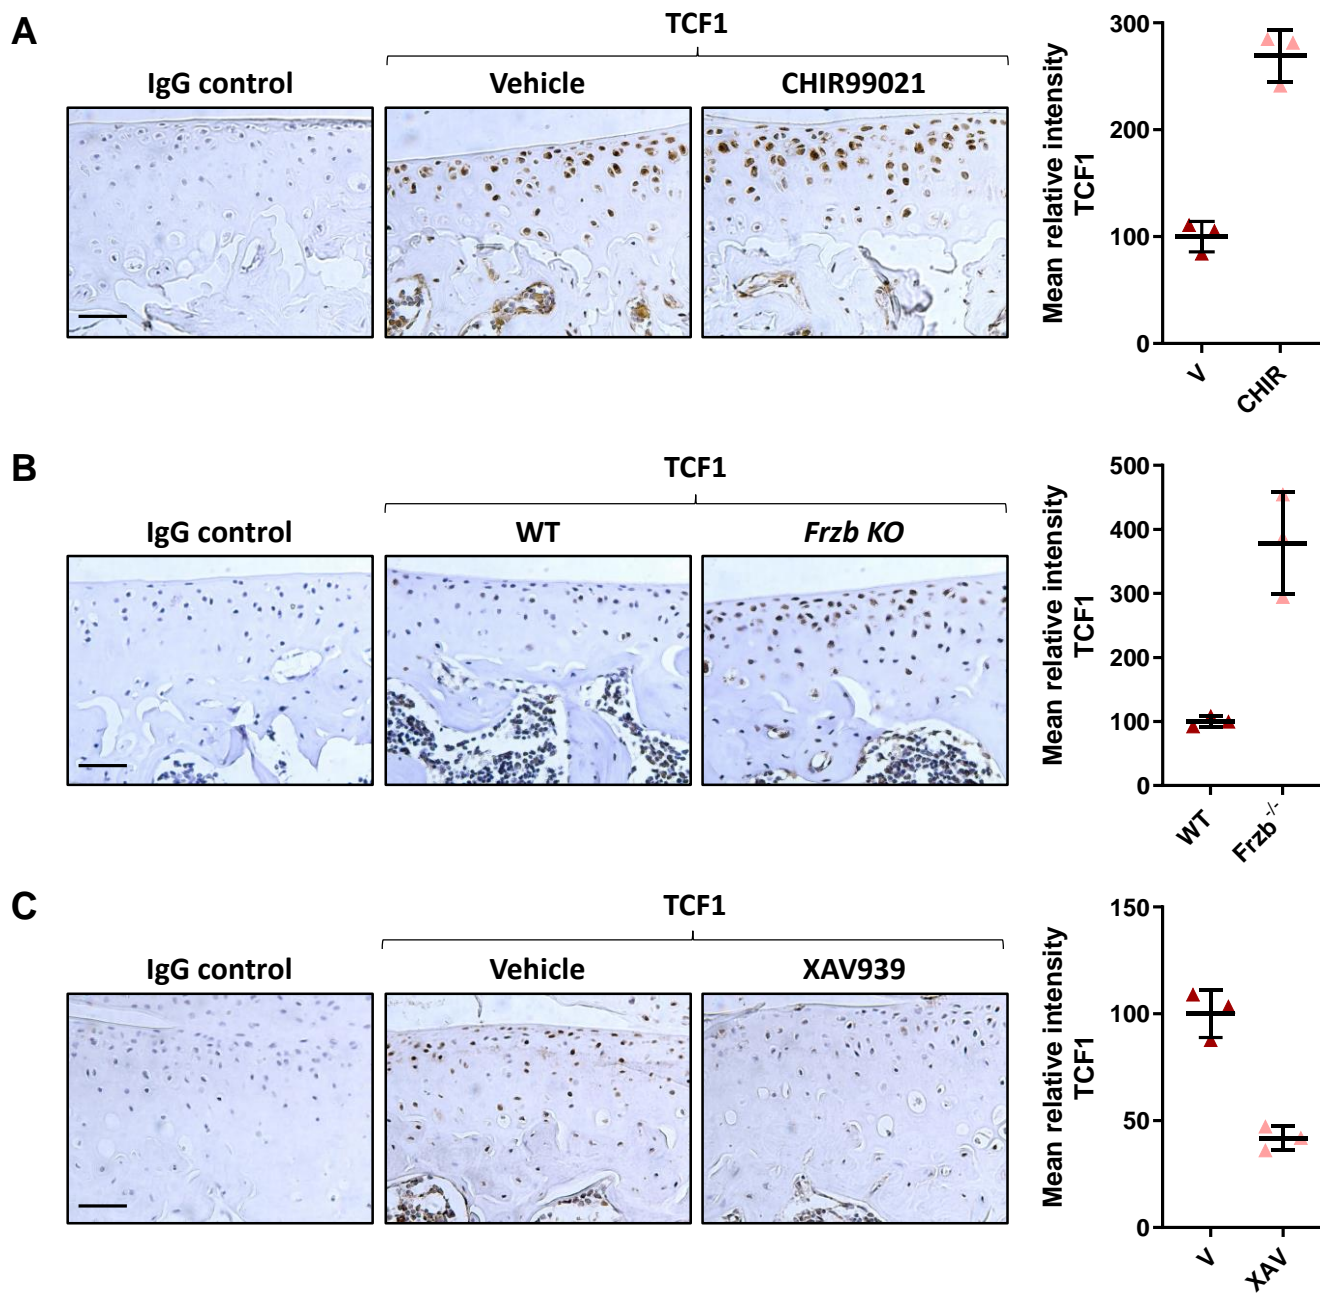 A
TCF1
IgG control
Vehicle
CHIR99021
Mean relative intensity
TCF1
300
200
100
0
V
CHIR
B
TCF1
IgG control
WT
Frzb KO
Mean relative intensity
TCF1
500
400
300
200
100
0
WT
Frzb-/-
C
TCF1
IgG control
Vehicle
XAV939
Mean relative intensity
TCF1
150
100
50
0
V
XAV